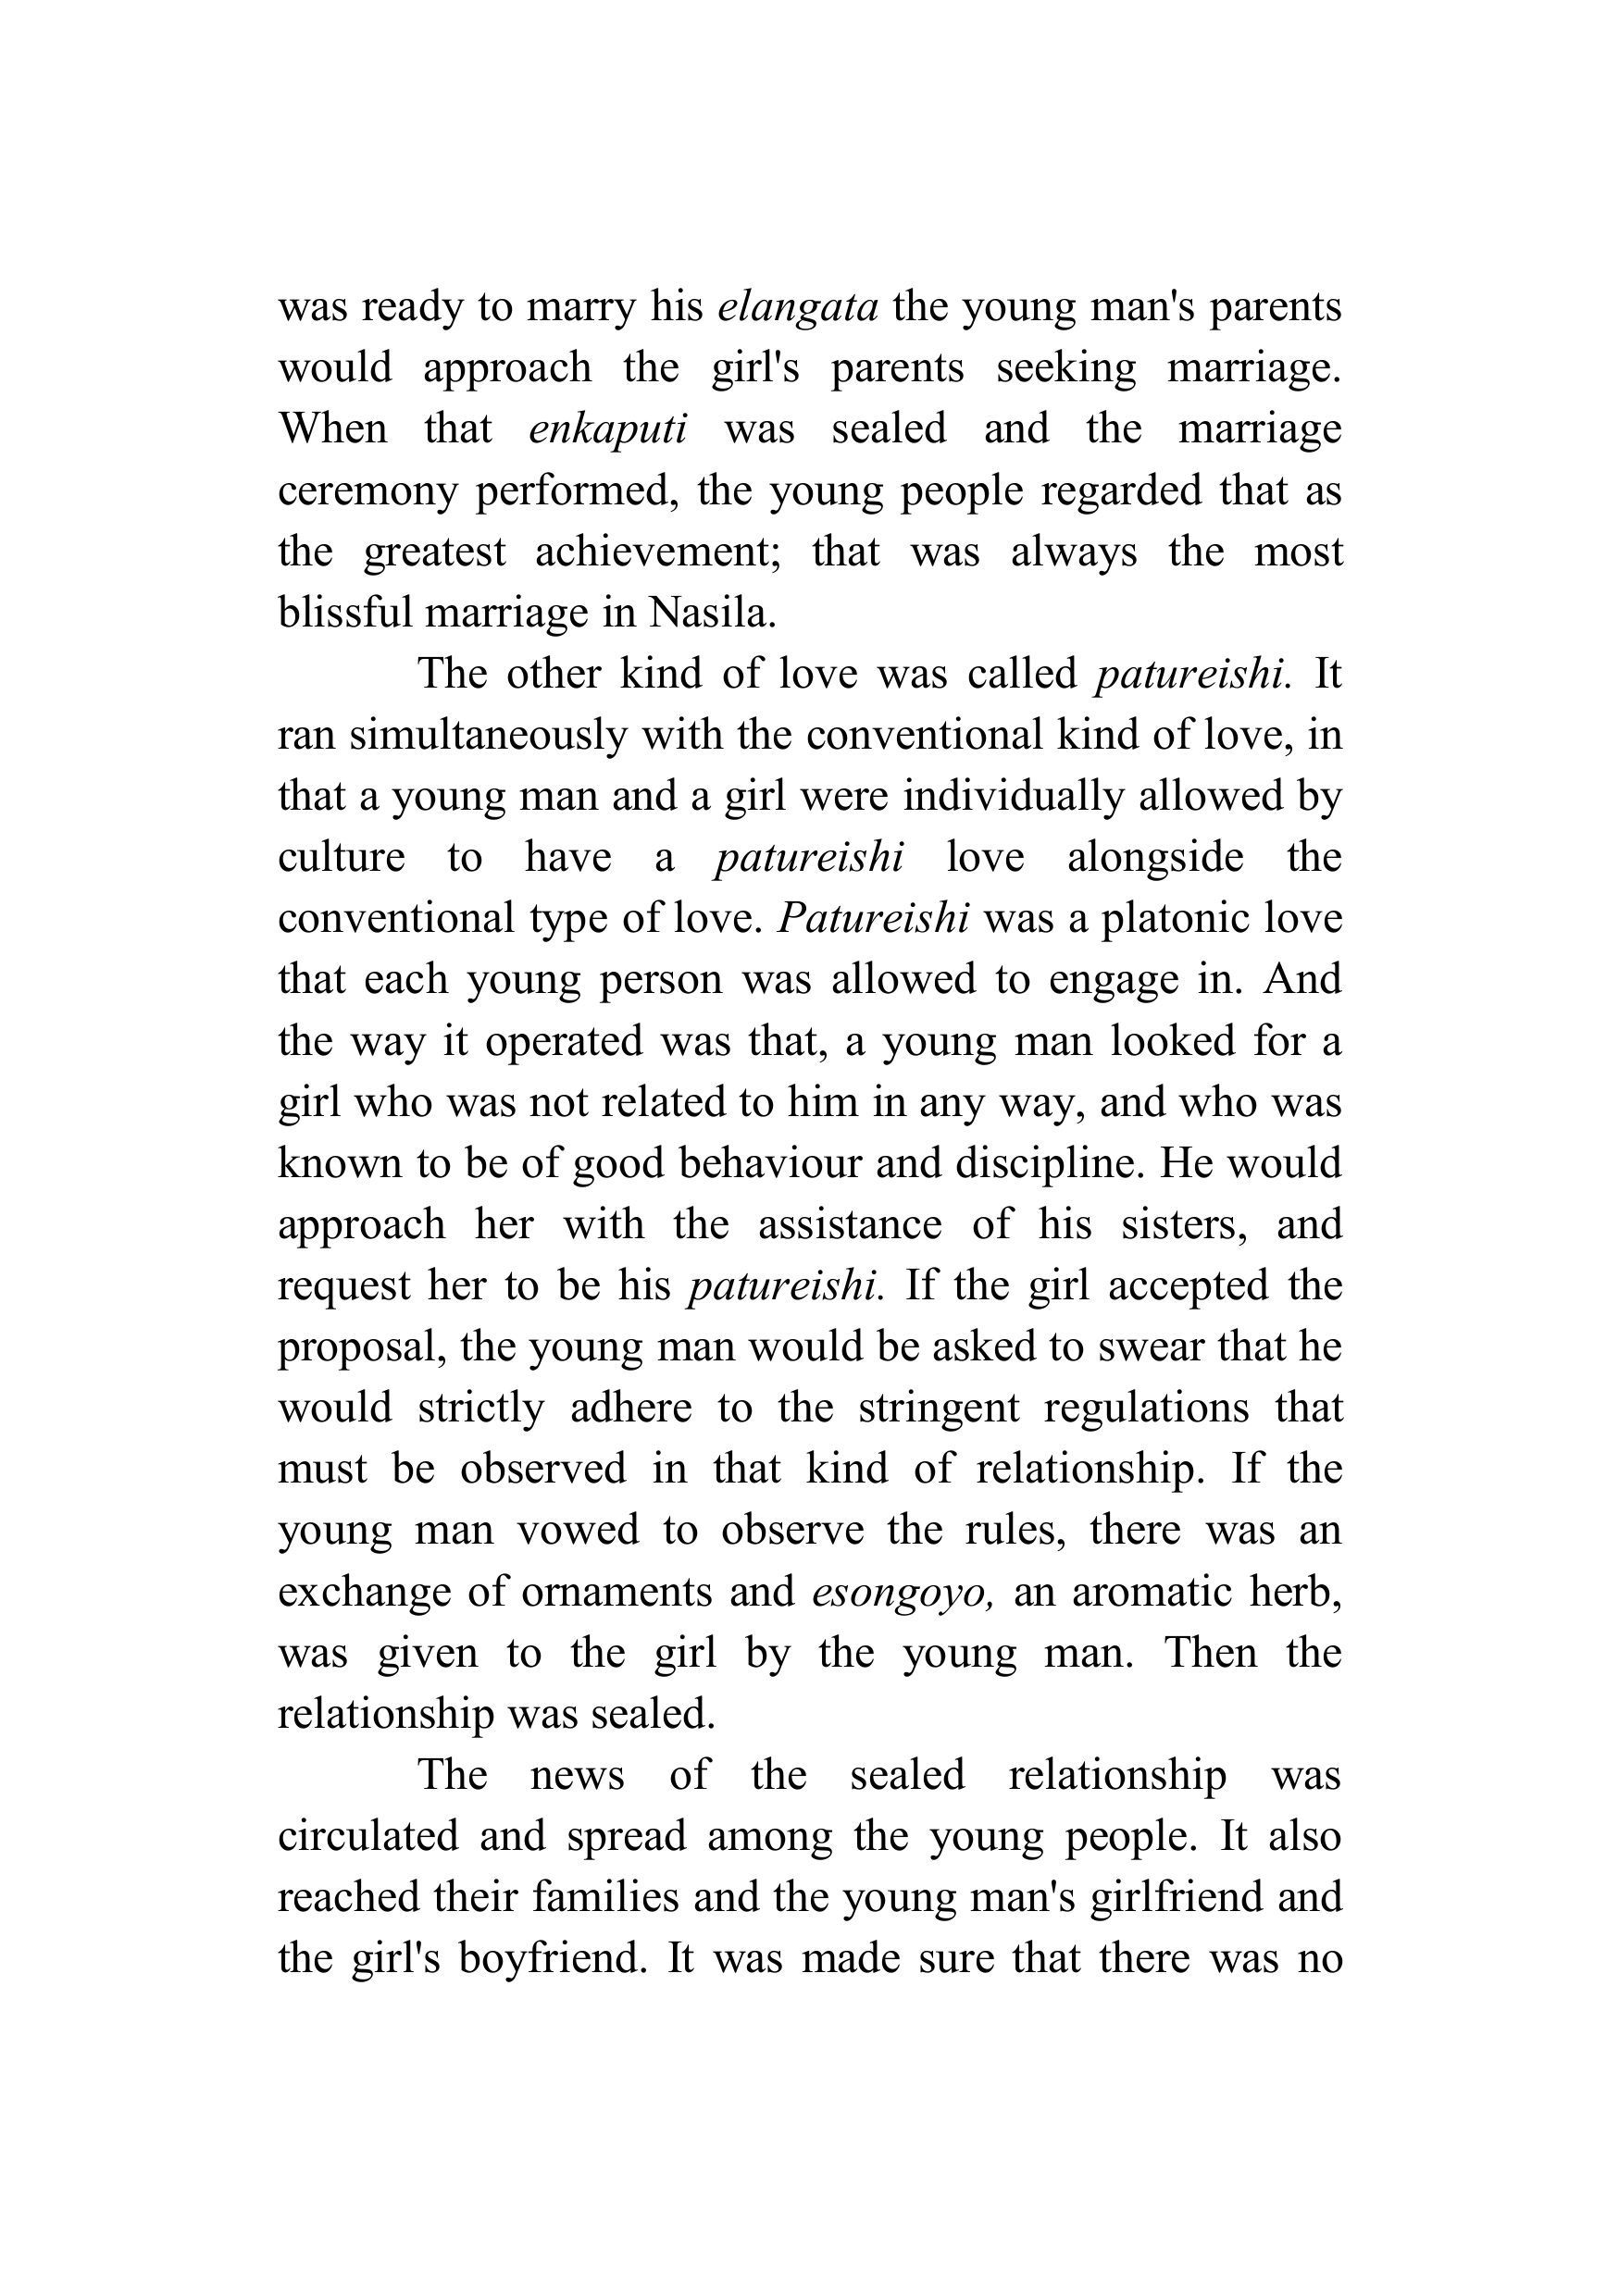 was ready to marry his elangata the young man's parents
would approach the girl's parents seeking marriage.
When that enkaputi was sealed and the marriage
ceremony performed, the young people regarded that as
the greatest achievement; that was always the most
blissful marriage in Nasila.
The other kind of love was called patureishi. It
ran simultaneously with the conventional kind of love, in
that a young man and a girl were individually allowed by
culture to have a patureishi love alongside the
conventional type of love. Patureishi was a platonic love
that each young person was allowed to engage in. And
the way it operated was that, a young man looked for a
girl who was not related to him in any way, and who was
known to be of good behaviour and discipline. He would
approach her with the assistance of his sisters, and
request her to be his patureishi. If the girl accepted the
proposal, the young man would be asked to swear that he
would strictly adhere to the stringent regulations that
must be observed in that kind of relationship. If the
young man vowed to observe the rules, there was an
exchange of ornaments and esongoyo, an aromatic herb,
was given to the girl by the young man. Then the
relationship was sealed.
The news of the sealed relationship was
circulated and spread among the young people. It also
reached their families and the young man's girlfriend and
the girl's boyfriend. It was made sure that there was no